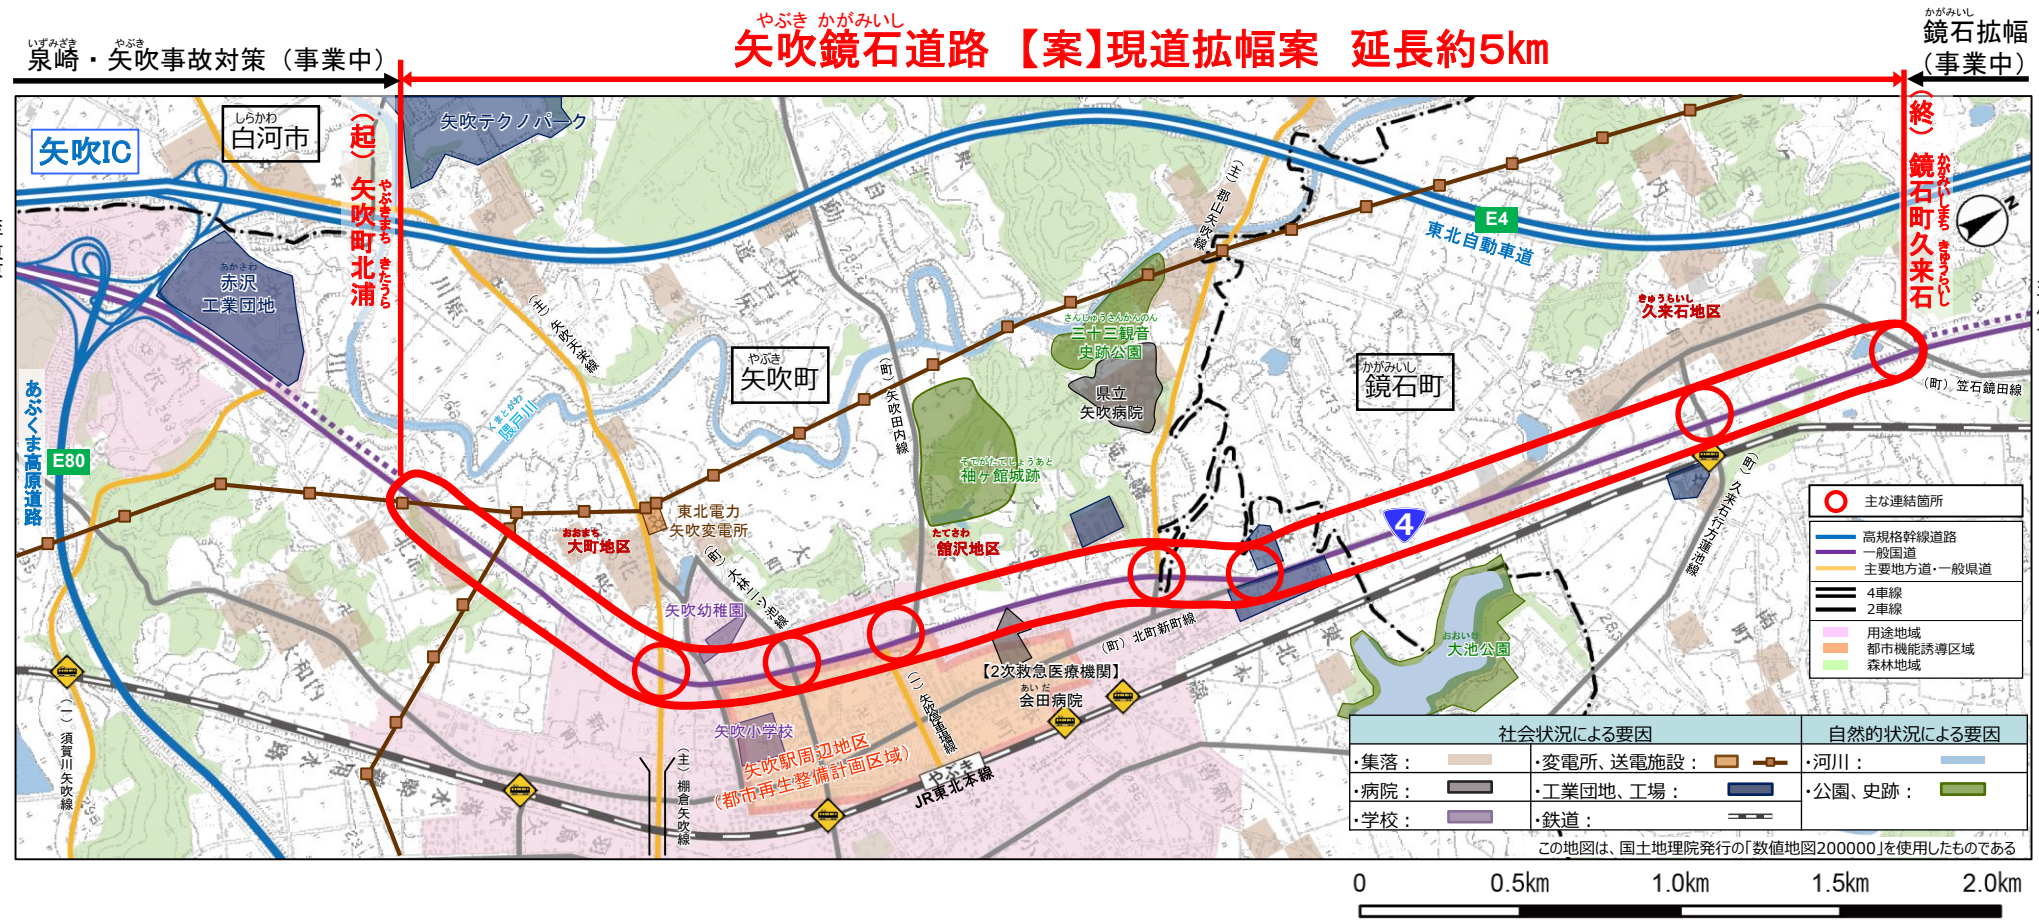 いずみざき やぶき
泉崎・矢吹事故対策（事業中）
やぶき かがみいし
矢吹鏡石道路 【案】現道拡幅案 延長約5km
かがみいし
鏡石拡幅
（事業中）
矢吹IC
しらかわ
白河市
（起）矢吹町北浦
やぶきまち きたうら
矢吹テクノパーク
（終）鏡石町久来石
かがみいしまち きゅうらいし
N
あかさわ
赤沢
工業団地
（主）矢吹天栄線
（主）郡山矢吹線
E4
東北自動車道
きゅうらいし
久来石地区
さんじゅうさんかんのん
三十三観音
史跡公園
やぶき
矢吹町
（町）矢吹田内線
県立
矢吹病院
かがみいし
鏡石町
（町）笠石鏡田線
あぶくま高原道路
E80
くまとがわ
隈戸川
そでがたてじょうあと
袖ヶ館城跡
（町）久来石行方蓮池線
東北電力
矢吹変電所
おおまち
大町地区
たてさわ
舘沢地区
4
（町）大林三ツ池線
矢吹幼稚園
（町）北町新町線
おおいけ
大池公園
【2次救急医療機関】
あいだ
会田病院
（一）矢吹停車場線
（一）須賀川矢吹線
矢吹小学校
矢吹駅周辺地区
（都市再生整備計画区域）
（主）棚倉矢吹線
やぶき
JR東北本線
主な連結箇所
高規格幹線道路
一般国道
主要地方道・一般県道
4車線
2車線
用途地域
都市機能誘導区域
森林地域
社会状況による要因
自然的状況による要因
・集落：
・変電所、送電施設：
・河川：
・病院：
・工業団地、工場：
・公園、史跡：
・学校：
・鉄道：
この地図は、国土地理院発行の「数値地図200000」を使用したものである
0 0.5km 1.0km 1.5km 2.0km